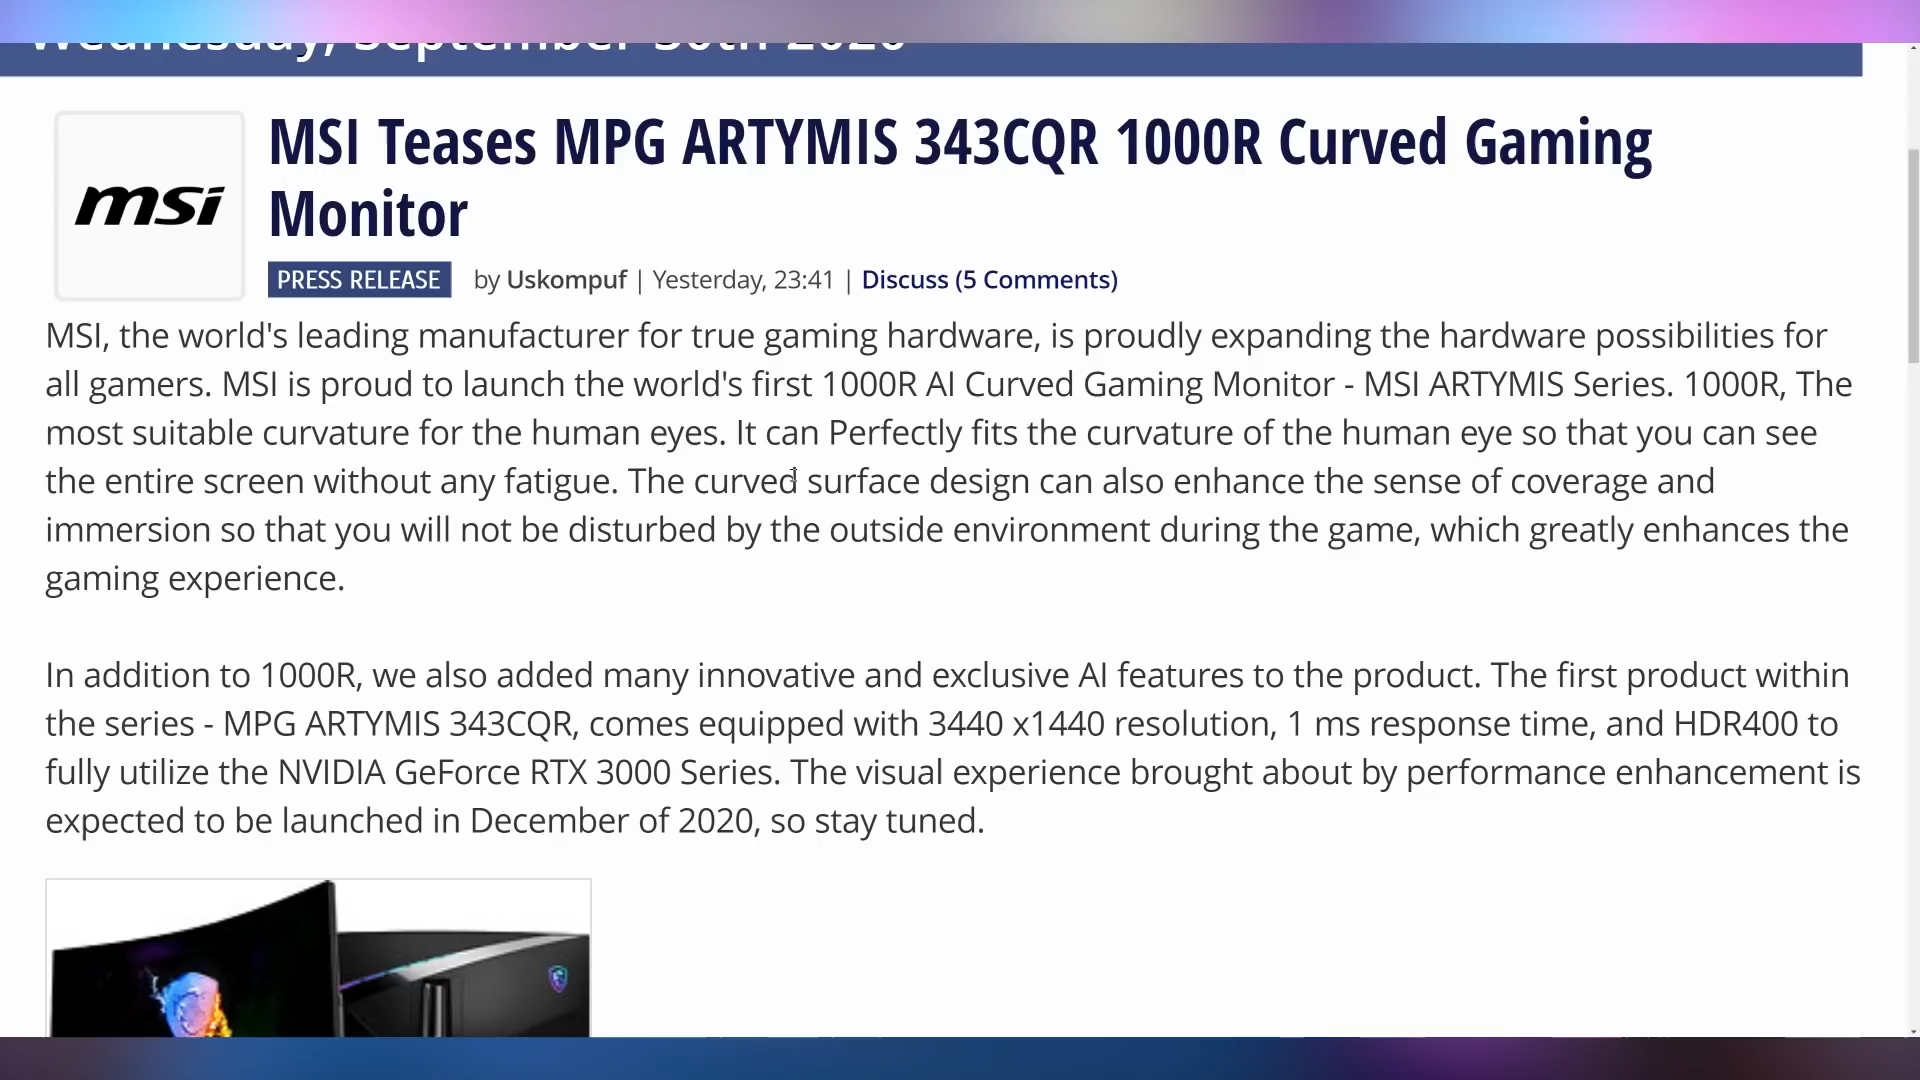 Wednesday, September 30th 2020
msi
MSI Teases MPG ARTYMIS 343CQR 1000R Curved Gaming
Monitor
PRESS RELEASE by Uskompuf | Yesterday, 23:41 | Discuss (5 Comments)
MSI, the world's leading manufacturer for true gaming hardware, is proudly expanding the hardware possibilities for
all gamers. MSI is proud to launch the world's first 1000R AI Curved Gaming Monitor - MSI ARTYMIS Series. 1000R, The
most suitable curvature for the human eyes. It can Perfectly fits the curvature of the human eye so that you can see
the entire screen without any fatigue. The curved surface design can also enhance the sense of coverage and
immersion so that you will not be disturbed by the outside environment during the game, which greatly enhances the
gaming experience.
In addition to 1000R, we also added many innovative and exclusive AI features to the product. The first product within
the series - MPG ARTYMIS 343CQR, comes equipped with 3440 x1440 resolution, 1 ms response time, and HDR400 to
fully utilize the NVIDIA GeForce RTX 3000 Series. The visual experience brought about by performance enhancement is
expected to be launched in December of 2020, so stay tuned.